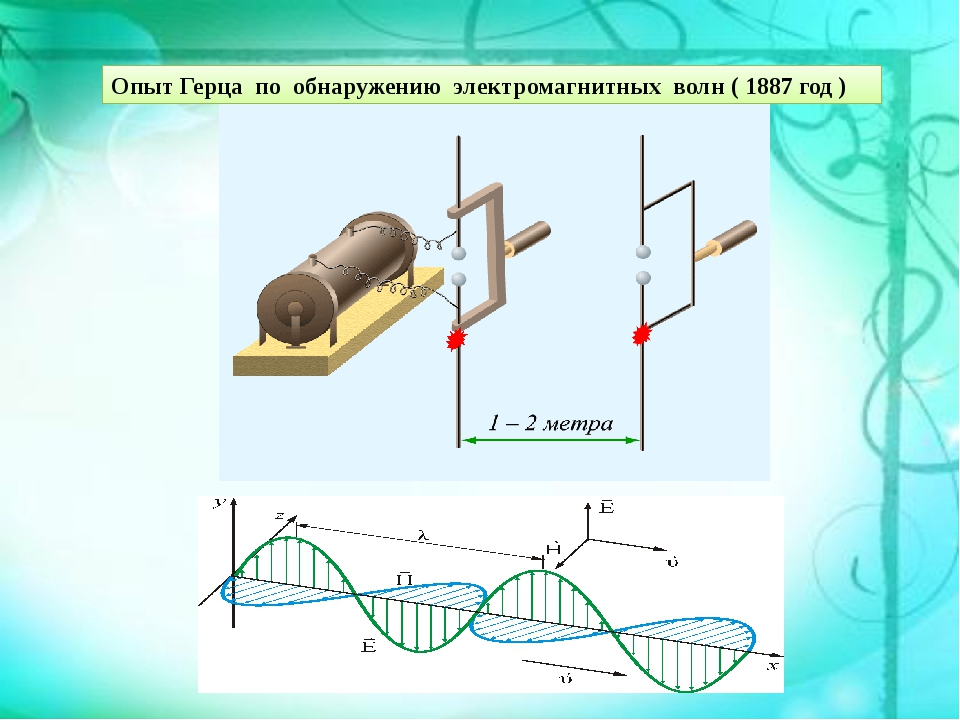 Опыт Герца по обнаружению электромагнитных волн ( 1887 год )
1 – 2 метра
y
z
λ
E
H
υ
П
E
υ
x